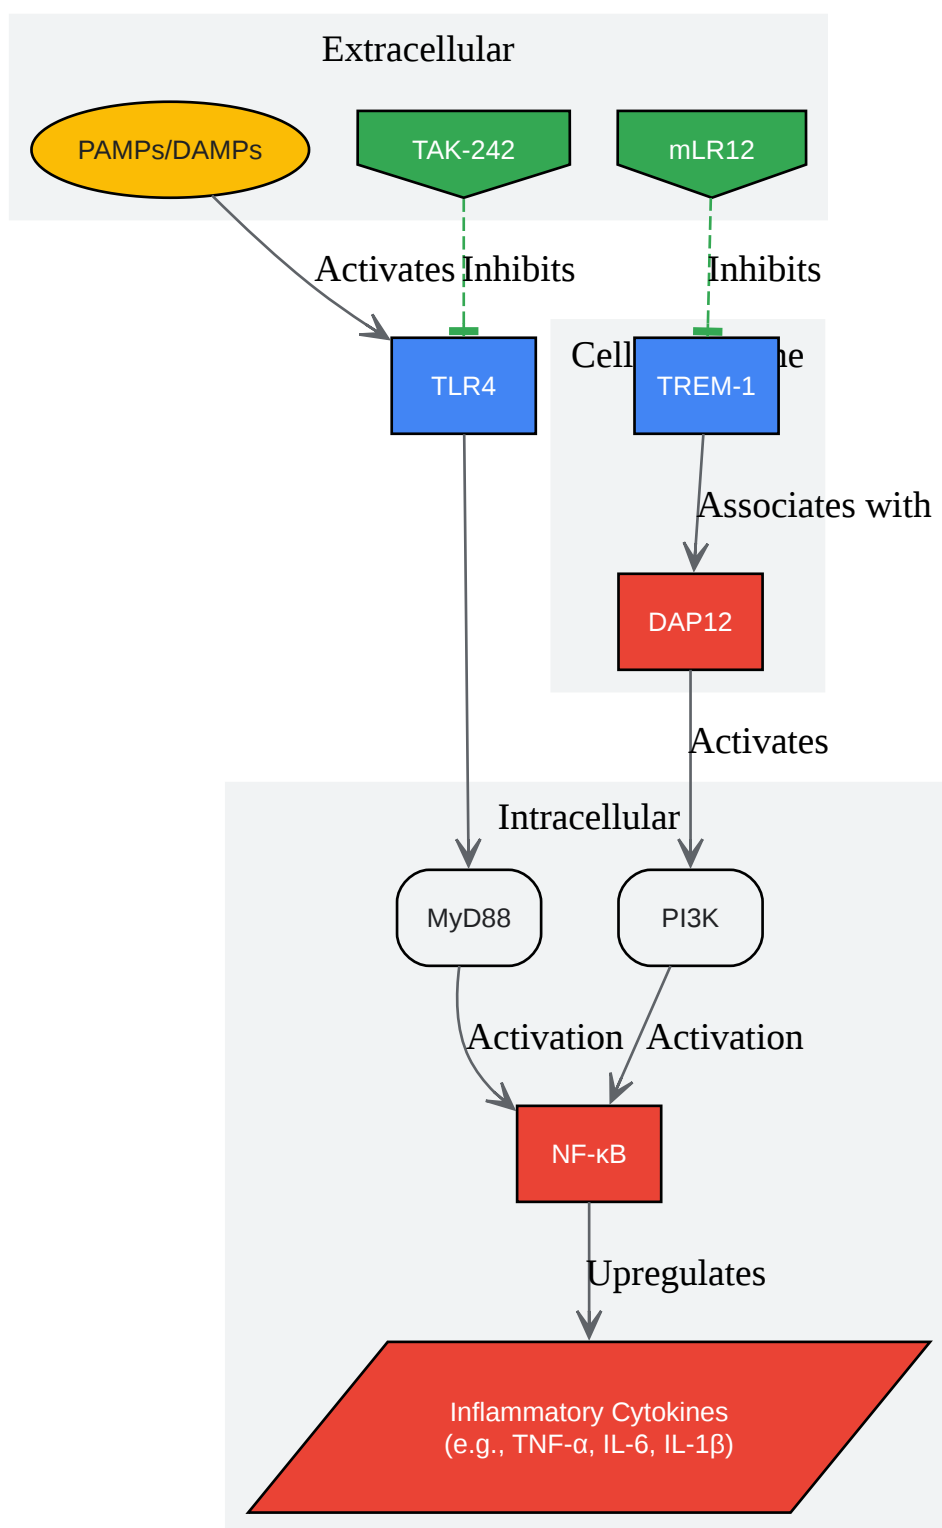 Extracellular
PAMPs/DAMPs
TAK-242
mLR12
Activates
Inhibits
Inhibits
Cell
TLR4
TREM-1
Associates with
DAP12
Activates
Intracellular
MyD88
PI3K
Activation
Activation
NF-κB
Upregulates
Inflammatory Cytokines
(e.g., TNF-α, IL-6, IL-1β)